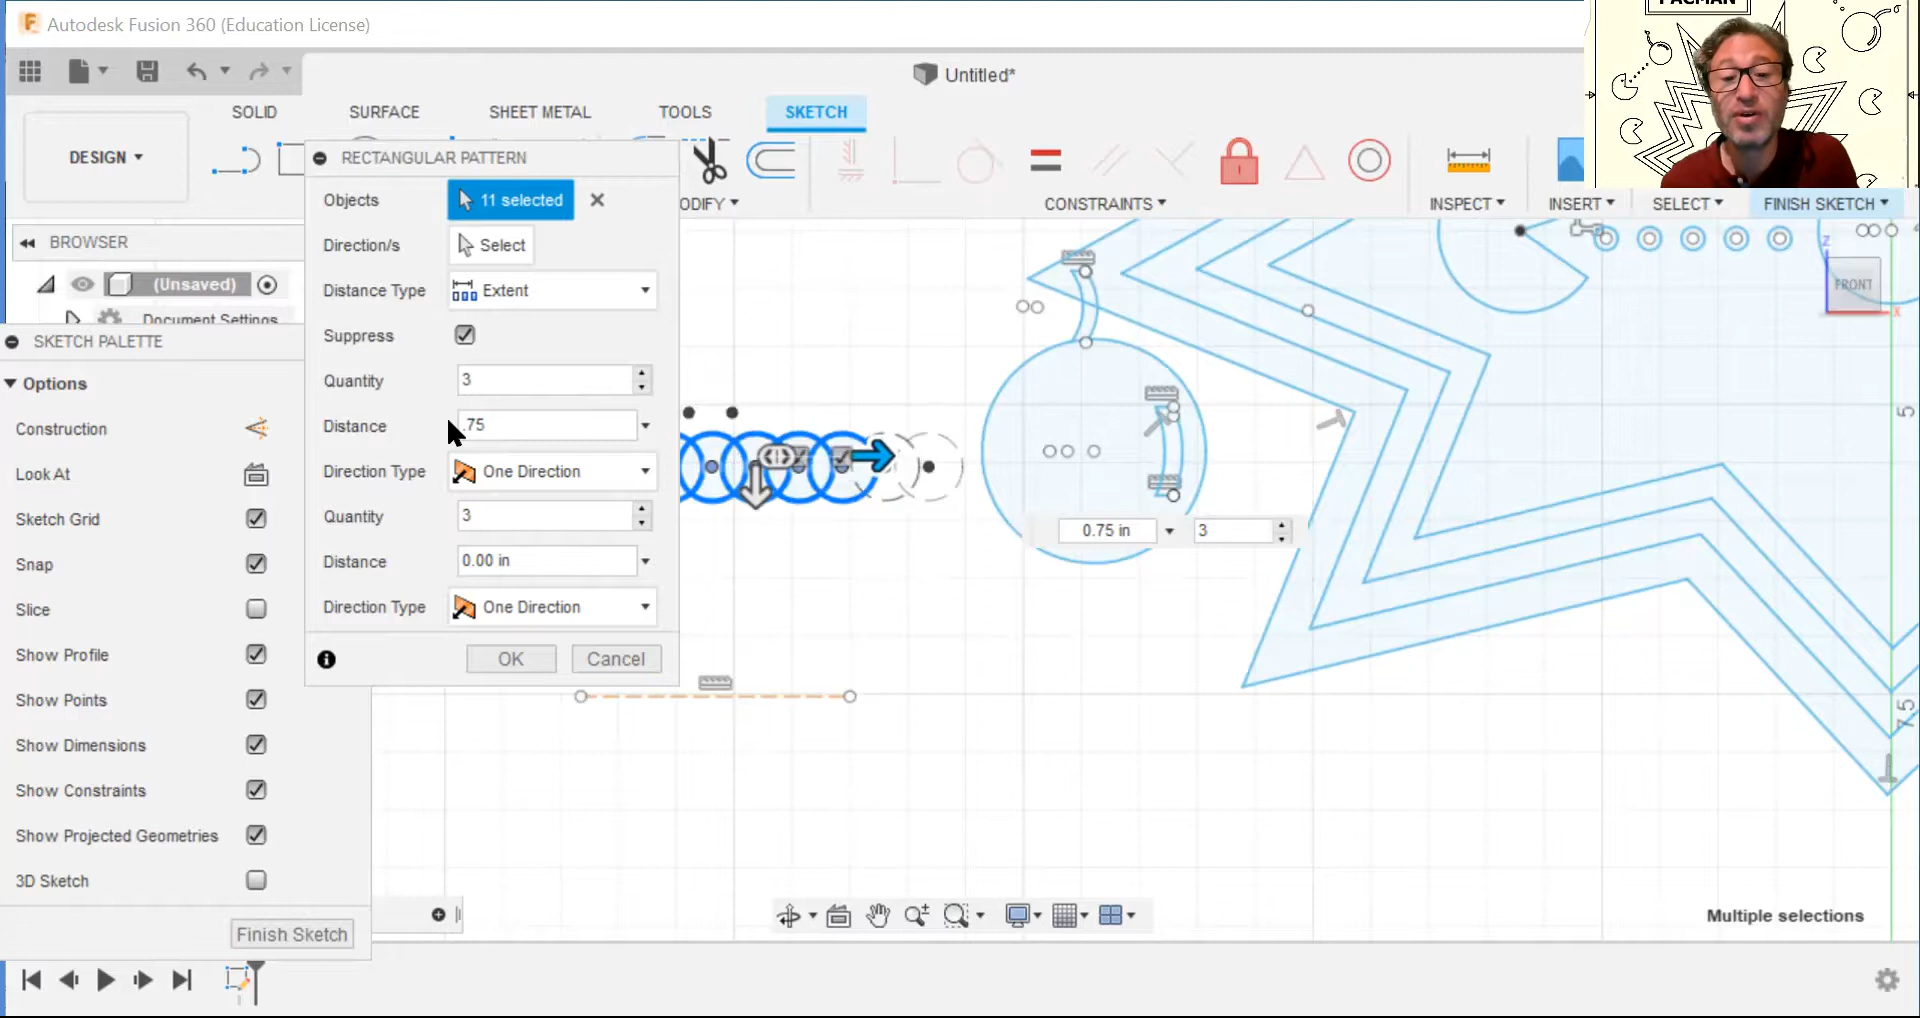 Autodesk Fusion 360 (Education License)
PACMAN
Untitled*
SOLID
SURFACE
SHEET METAL
TOOLS
SKETCH
DESIGN
RECTANGULAR PATTERN
ODIFY
CONSTRAINTS
INSPECT
INSERT
SELECT
FINISH SKETCH
Objects
11 selected
Direction/s
Select
Distance Type
Extent
Suppress
Quantity
3
Distance
.75
Direction Type
One Direction
Quantity
3
Distance
0.00 in
Direction Type
One Direction
OK
Cancel
BROWSER
(Unsaved)
Document Settings
SKETCH PALETTE
Options
Construction
Look At
Sketch Grid
Snap
Slice
Show Profile
Show Points
Show Dimensions
Show Constraints
Show Projected Geometries
3D Sketch
Finish Sketch
0.75 in
3
Z
FRONT
X
5
7.5
Multiple selections